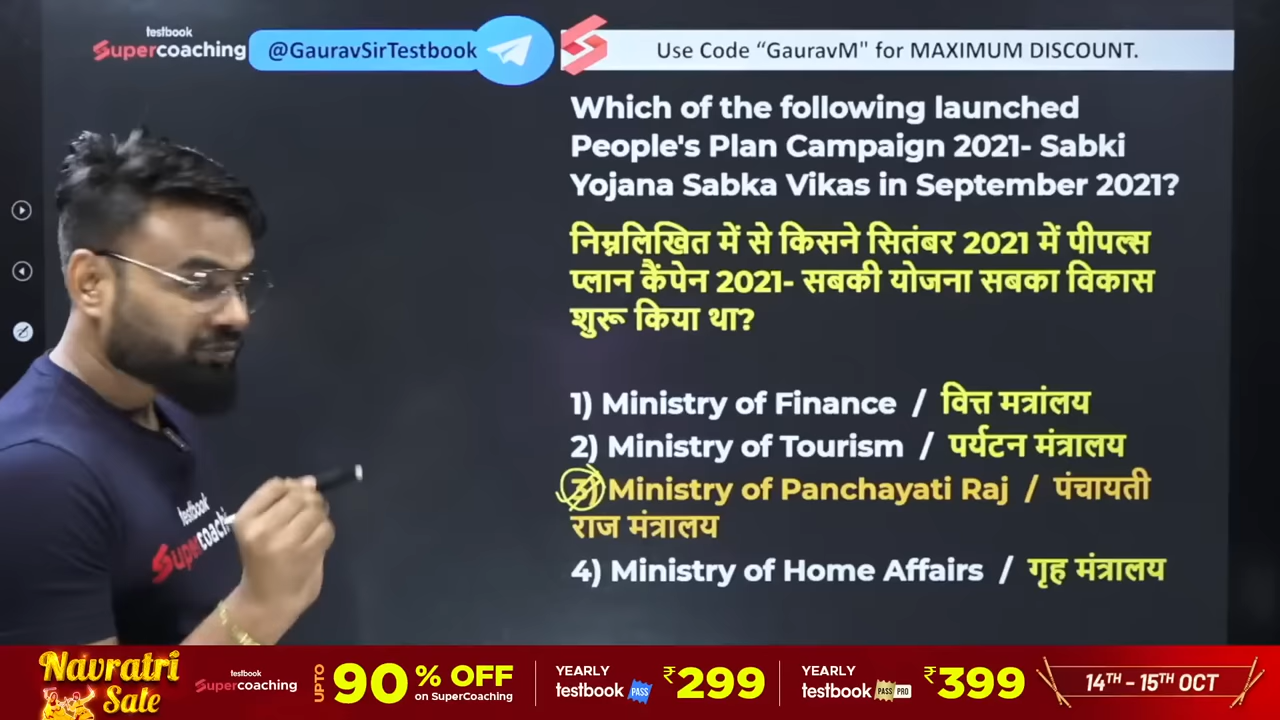 testbook
Supercoaching
@GauravSirTestbook
Use Code “GauravM" for MAXIMUM DISCOUNT.
Which of the following launched
People's Plan Campaign 2021- Sabki
Yojana Sabka Vikas in September 2021?
निम्नलिखित में से किसने सितंबर 2021 में पीपल्स
प्लान कैंपेन 2021- सबकी योजना सबका विकास
शुरू किया था?
1) Ministry of Finance / वित्त मत्रांलय
2) Ministry of Tourism / पर्यटन मंत्रालय
3) Ministry of Panchayati Raj / पंचायती
राज मंत्रालय
4) Ministry of Home Affairs / गृह मंत्रालय
testbook
Supercoachin
Navratri
Sale
testbook
Supercoaching
UPTO 90% OFF
on SuperCoaching
YEARLY
testbook PASS
₹299
YEARLY
testbook PASS PRO
₹399
14TH - 15TH OCT